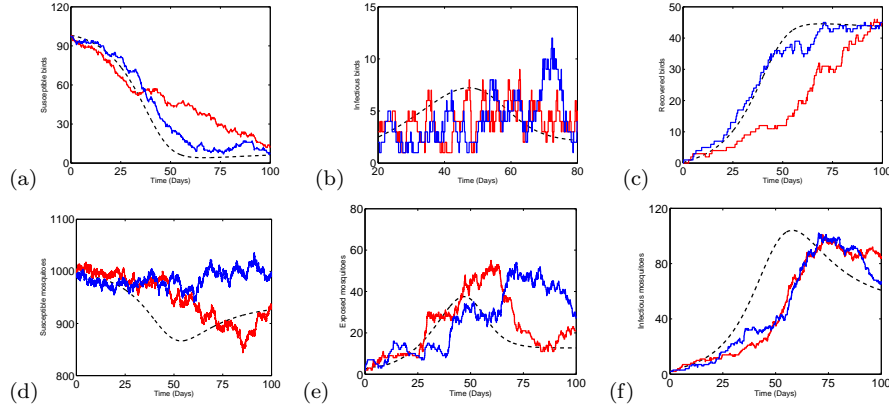 120
90
60
30
0
Susceptible birds
0 25 50 75 100
Time (Days)
(a)
15
10
5
0
Infectious birds
20 40 60 80
Time (Days)
(b)
50
40
30
20
10
0
Recovered birds
0 25 50 75 100
Time (Days)
(c)
1100
1000
900
800
Susceptible mosquitoes
0 25 50 75 100
Time (Days)
(d)
80
60
40
20
0
Exposed mosquitoes
0 25 50 75 100
Time (Days)
(e)
120
80
40
0
Infectious mosquitoes
0 25 50 75 100
Time (Days)
(f)